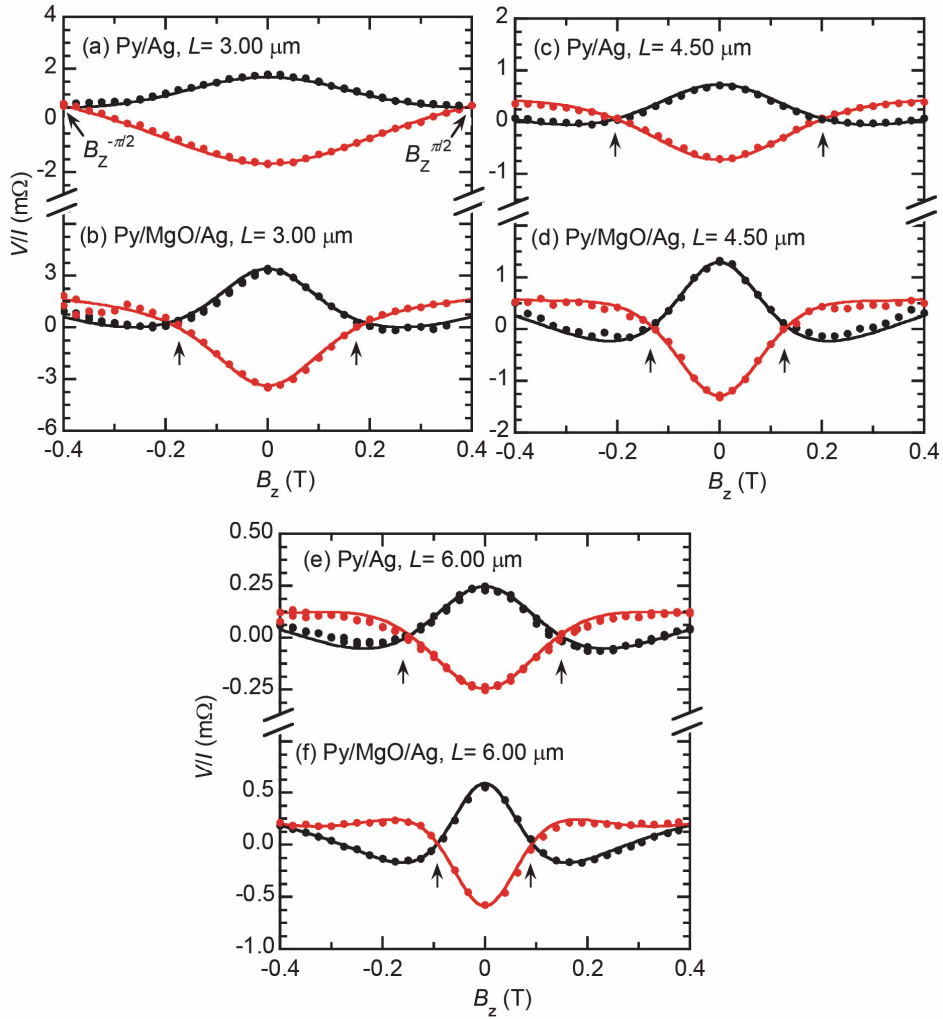 (a) Py/Ag, L= 3.00 μm
2
0
-2
B_z^{-π/2}
B_z^{π/2}
(b) Py/MgO/Ag, L= 3.00 μm
3
0
-3
-6
V/I (mΩ)
-0.4 -0.2 0 0.2 0.4
B_z (T)
(c) Py/Ag, L= 4.50 μm
1
0
-1
(d) Py/MgO/Ag, L= 4.50 μm
1
0
-1
-2
-0.4 -0.2 0 0.2 0.4
B_z (T)
(e) Py/Ag, L= 6.00 μm
0.50
0.25
0.00
-0.25
(f) Py/MgO/Ag, L= 6.00 μm
0.5
0.0
-0.5
-1.0
V/I (mΩ)
-0.4 -0.2 0 0.2 0.4
B_z (T)